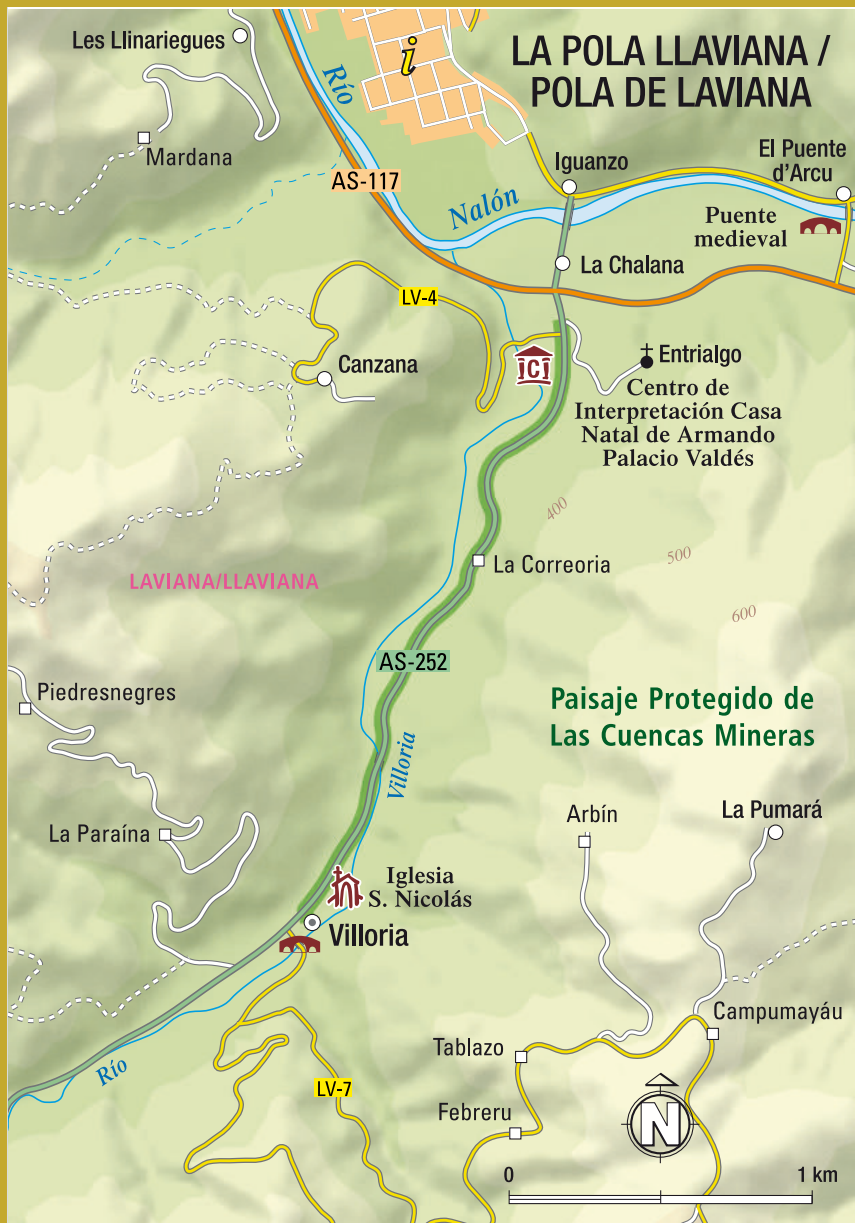 Les Llinariegues
LA POLA LLAVIANA /
POLA DE LAVIANA
i
Río
Mardana
Iguanzo
El Puente
d'Arcu
AS-117
Nalón
Puente
medieval
La Chalana
LV-4
Canzana
C
Entrialgo
Centro de
Interpretación Casa
Natal de Armando
Palacio Valdés
400
500
600
La Correoria
LAVIANA/LLAVIANA
AS-252
Piedresnegres
Paisaje Protegido de
Las Cuencas Mineras
Villoria
Arbín
La Pumará
La Paraína
Iglesia
S. Nicolás
Villoria
Campumayáu
Tablazo
Río
LV-7
Febreru
N
0
1 km